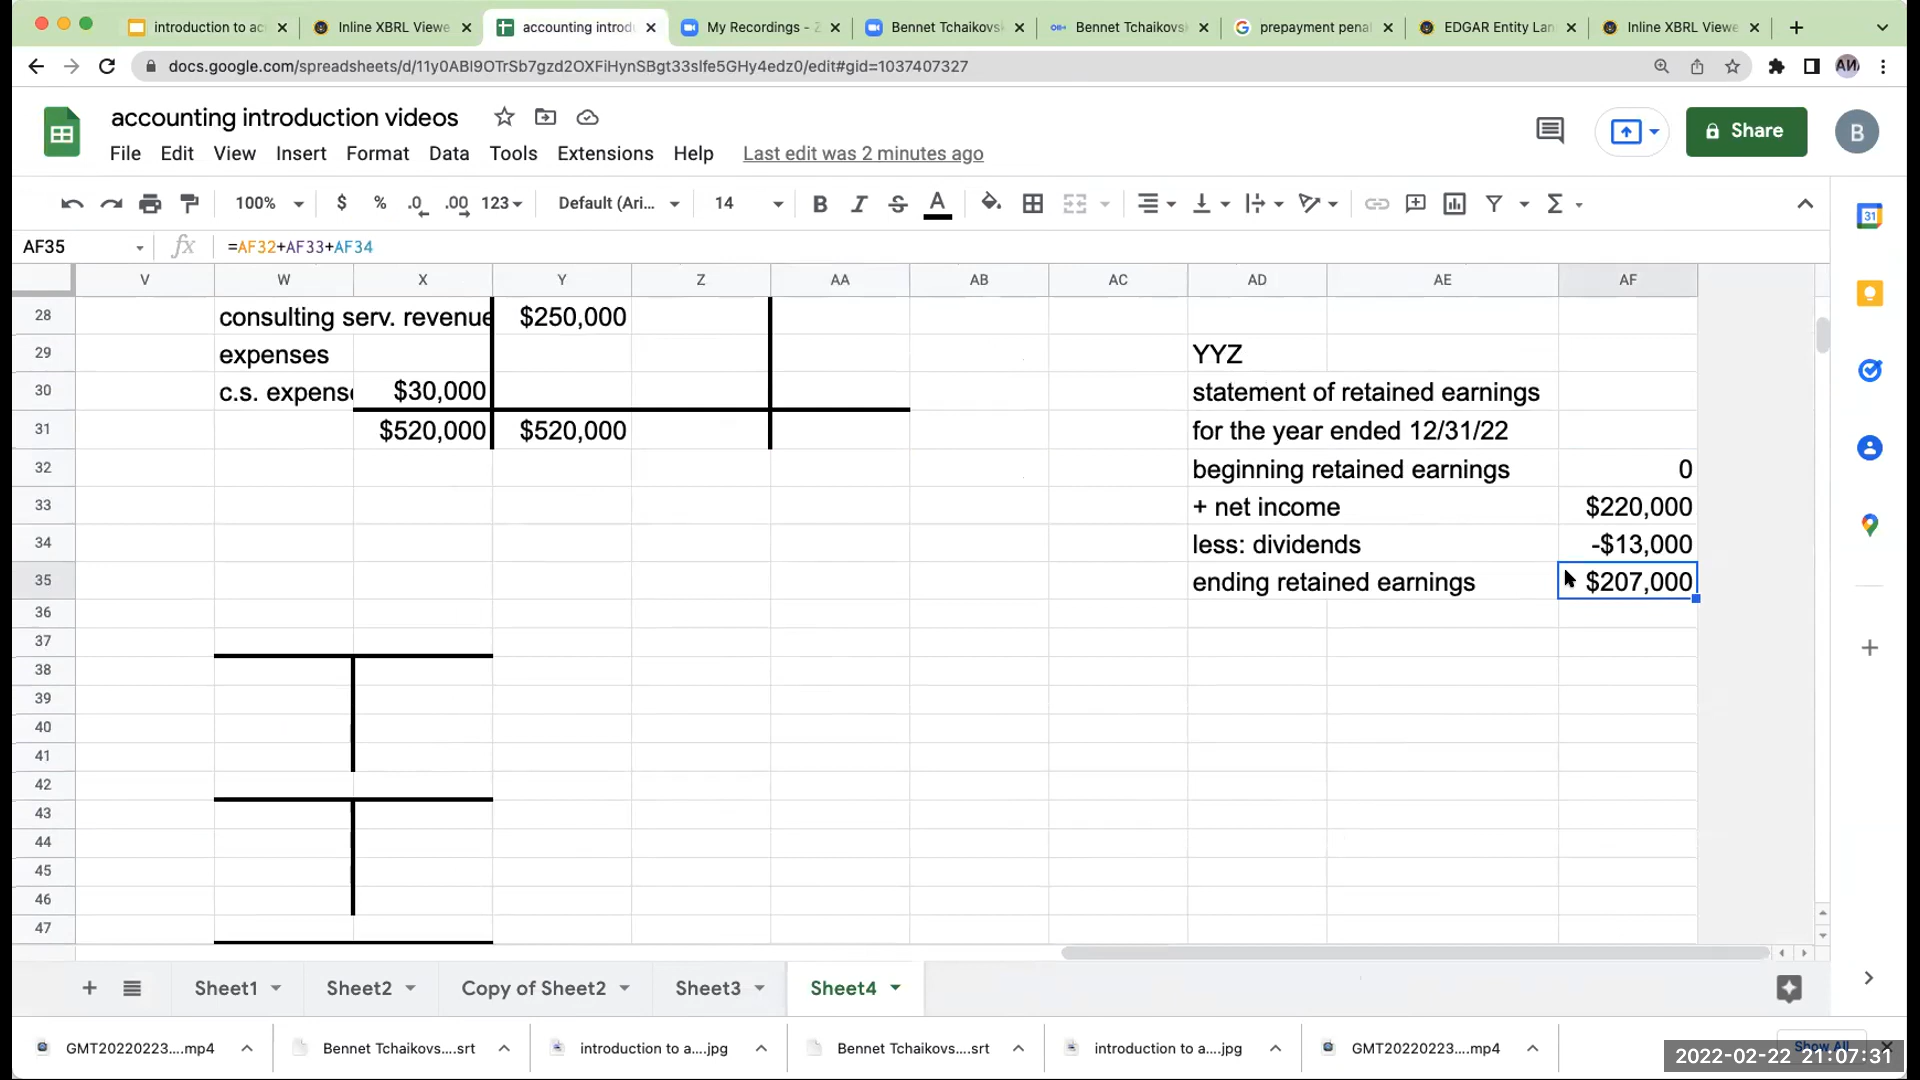 introduction to ac
Inline XBRL Viewe
accounting introd
My Recordings - Z
Bennet Tchaikovs
Bennet Tchaikovs
prepayment pena
EDGAR Entity Lan
Inline XBRL Viewe
docs.google.com/spreadsheets/d/11y0ABl9OTrSb7gzd2OXFiHynSBgt33slfe5GHy4edz0/edit#gid=1037407327
accounting introduction videos
Share
B
File Edit View Insert Format Data Tools Extensions Help Last edit was 2 minutes ago
100% $ % .0 .00 123 Default (Ari... 14 B I S A
31
AF35 fx =AF32+AF33+AF34
V W X Y Z AA AB AC AD AE AF
28 consulting serv. revenue $250,000
29 expenses YYZ
30 c.s. expense $30,000 statement of retained earnings
31 $520,000 $520,000 for the year ended 12/31/22
32 beginning retained earnings 0
33 + net income $220,000
34 less: dividends -$13,000
35 ending retained earnings $207,000
36
37
38
39
40
41
42
43
44
45
46
47
Sheet1 Sheet2 Copy of Sheet2 Sheet3 Sheet4
GMT20220223....mp4 Bennet Tchaikovs....srt introduction to a....jpg Bennet Tchaikovs....srt introduction to a....jpg GMT20220223....mp4 Show All
2022-02-22 21:07:31